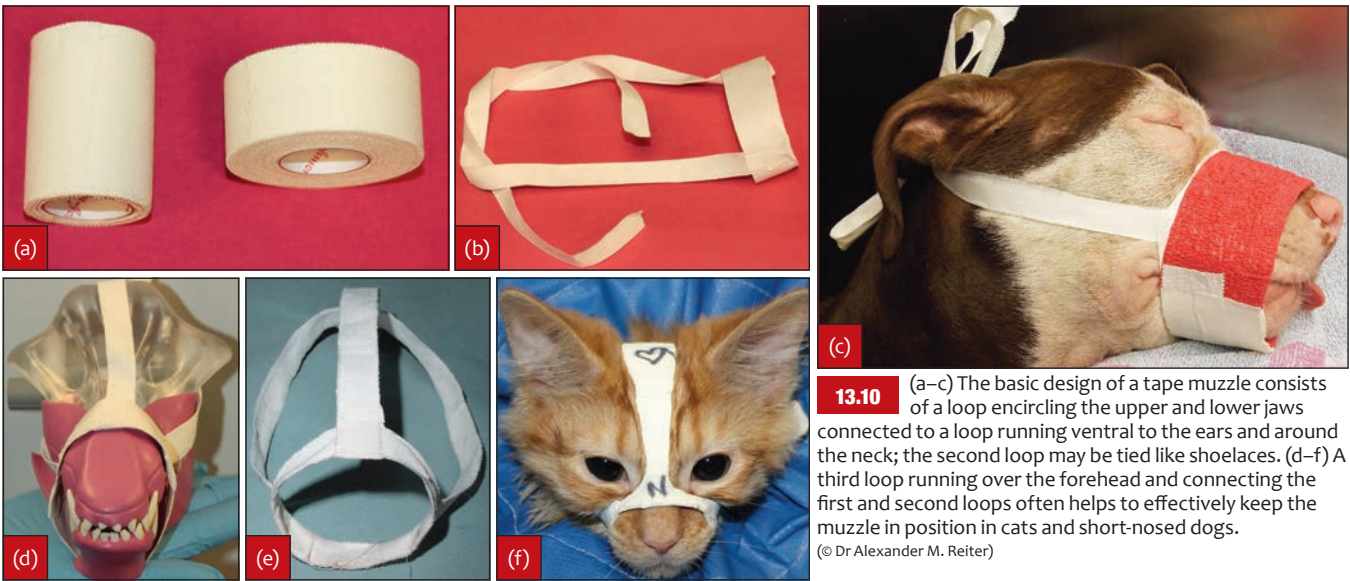 (a)
(b)
(c)
(d)
(e)
(f)
N
13.10
(a–c) The basic design of a tape muzzle consists
of a loop encircling the upper and lower jaws
connected to a loop running ventral to the ears and around
the neck; the second loop may be tied like shoelaces. (d–f) A
third loop running over the forehead and connecting the
first and second loops often helps to effectively keep the
muzzle in position in cats and short-nosed dogs.
(© Dr Alexander M. Reiter)